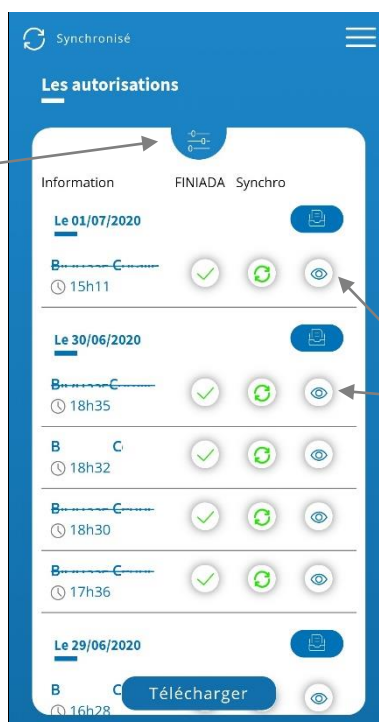 Synchronisé
Les autorisations
Information FINIADA Synchro
Le 01/07/2020
15h11
Le 30/06/2020
18h35
B C
18h32
18h30
17h36
Le 29/06/2020
B C
16h28
Télécharger